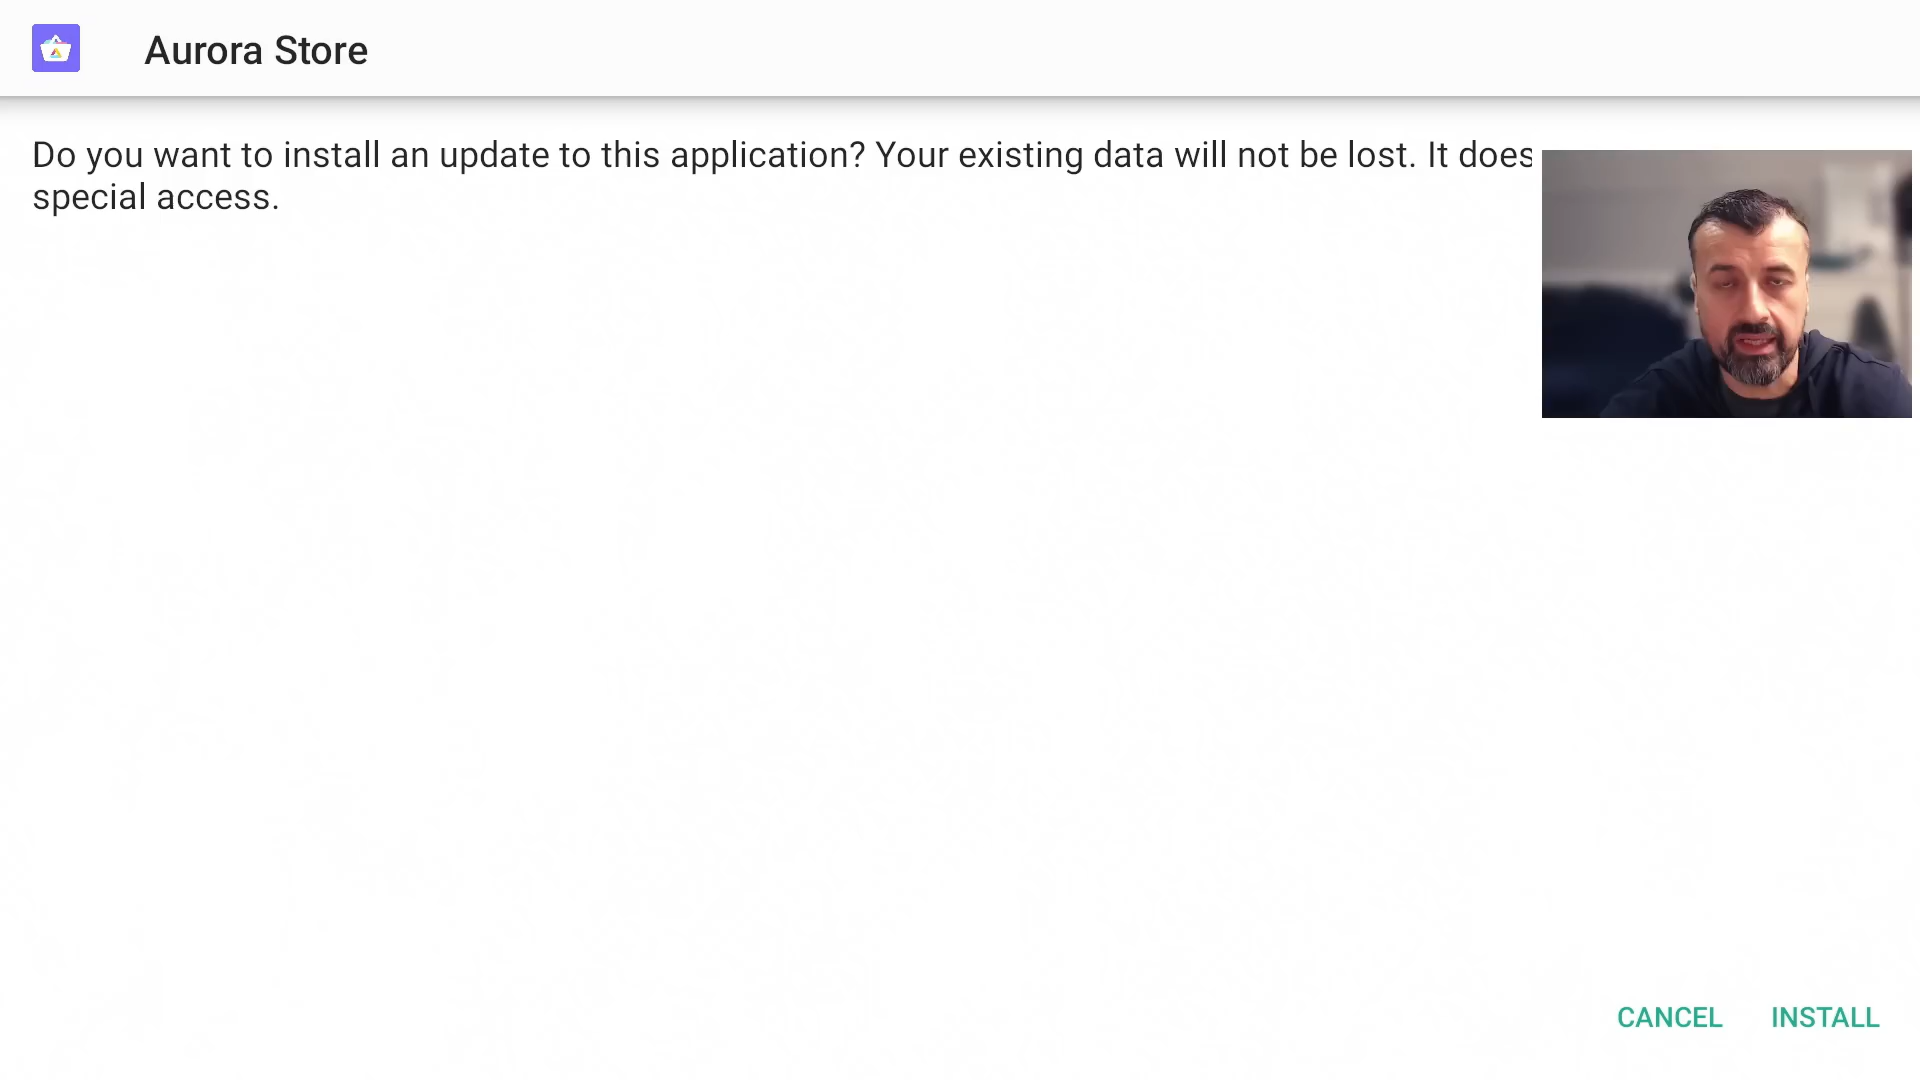 Aurora Store
Do you want to install an update to this application? Your existing data will not be lost. It does
special access.
CANCEL INSTALL